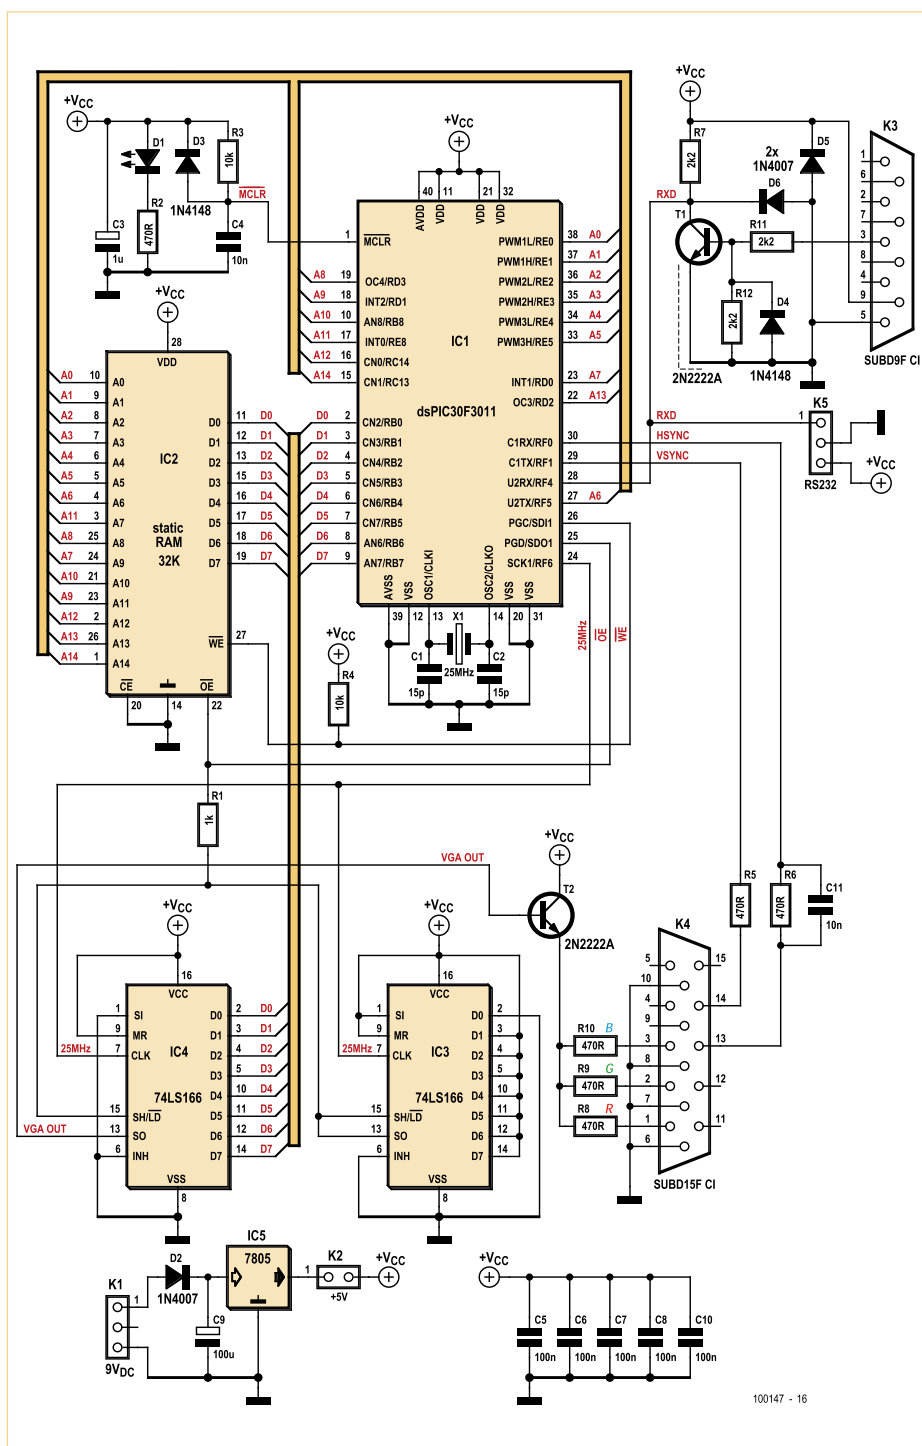 +VCC
D1
D3
R3
10k
MCLR
1N4148
R2
470R
C3
1u
C4
10n
+VCC
40
11
21
32
AVDD
VDD
VDD
VDD
+VCC
R7
2k2
2x
1N4007
D5
D6
RXD
T1
R11
2k2
R12
2k2
D4
2N2222A
1N4148
K3
1
6
2
7
3
8
4
9
5
SUBD9F CI
1
MCLR
A8 19 OC4/RD3
A9 18 INT2/RD1
A10 10 AN8/RB8
A11 17 INT0/RE8
A12 16 CN0/RC14
A14 15 CN1/RC13
D0 2 CN2/RB0
D1 3 CN3/RB1
D2 4 CN4/RB2
D3 5 CN5/RB3
D4 6 CN6/RB4
D5 7 CN7/RB5
D6 8 AN6/RB6
D7 9 AN7/RB7
IC1
dsPIC30F3011
PWM1L/RE0 38 A0
PWM1H/RE1 37 A1
PWM2L/RE2 36 A2
PWM2H/RE3 35 A3
PWM3L/RE4 34 A4
PWM3H/RE5 33 A5
INT1/RD0 23 A7
OC3/RD2 22 A13
C1RX/RF0 30
C1TX/RF1 29
U2RX/RF4 28
U2TX/RF5 27 A6
PGC/SDI1 26
PGD/SDO1 25
SCK1/RF6 24
RXD
HSYNC
VSYNC
K5
1
RS232
+VCC
AVSS
VSS
OSC1/CLKI
OSC2/CLKO
VSS
VSS
39
12
13
14
20
31
X1
25MHz
C1
15p
C2
15p
25MHz
OE
WE
+VCC
28
VDD
A0 10 A0
A1 9 A1
A2 8 A2
A3 7 A3
A4 6 A4
A5 5 A5
A6 4 A6
A11 3 A7
A8 25 A8
A7 24 A9
A10 21 A10
A9 23 A11
A12 2 A12
A13 26 A13
A14 1 A14
IC2
static
RAM
32K
D0 11 D0
D1 12 D1
D2 13 D2
D3 15 D3
D4 16 D4
D5 17 D5
D6 18 D6
D7 19 D7
WE 27
CE
OE
20
14
22
+VCC
R4
10k
R1
1k
VGA OUT
+VCC
T2
2N2222A
R5
470R
R6
470R
C11
10n
+VCC
16
VCC
1 SI
9 MR
25MHz 7 CLK
15 SH/LD
VGA OUT 13 SO
6 INH
IC4
74LS166
D0 2 D0
D1 3 D1
D2 4 D2
D3 5 D3
D4 10 D4
D5 11 D5
D6 12 D6
D7 14 D7
VSS
8
+VCC
16
VCC
1 SI
9 MR
25MHz 7 CLK
15 SH/LD
13 SO
6 INH
IC3
74LS166
D0 2
D1 3
D2 4
D3 5
D4 10
D5 11
D6 12
D7 14
VSS
8
R10 B
470R
R9 G
470R
R8 R
470R
K4
5
10
4
9
3
8
2
7
1
6
15
14
13
12
11
SUBD15F CI
K1
1
9VDC
D2
1N4007
C9
100u
IC5
7805
1
K2
+5V
+VCC
+VCC
C5
100n
C6
100n
C7
100n
C8
100n
C10
100n
100147 - 16